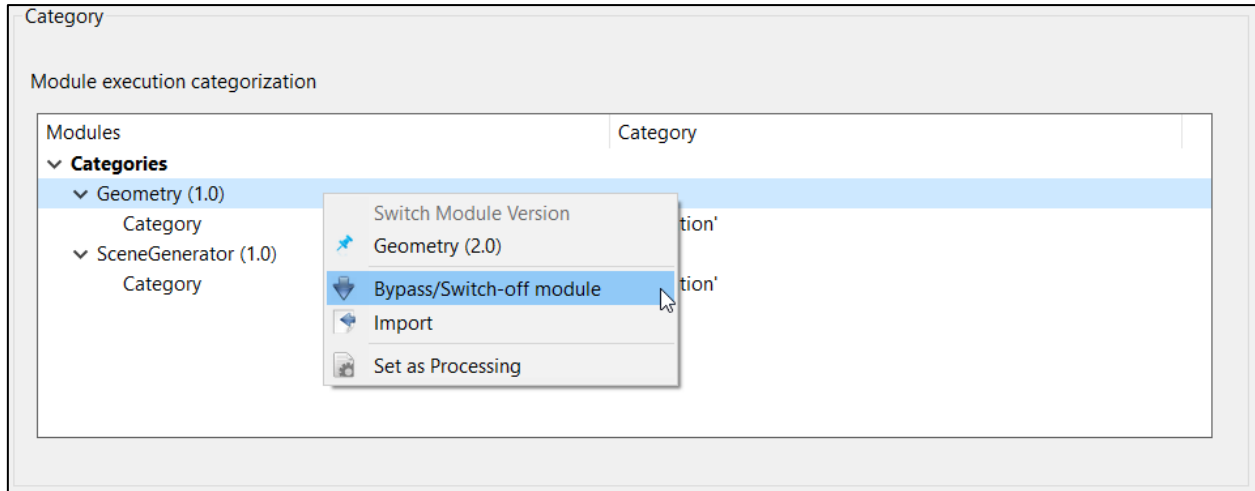 Category
Module execution categorization
Modules Category
Categories
Geometry (1.0)
Switch Module Version
Category tion'
Geometry (2.0)
SceneGenerator (1.0)
Category Bypass/Switch-off module tion'
Import
Set as Processing